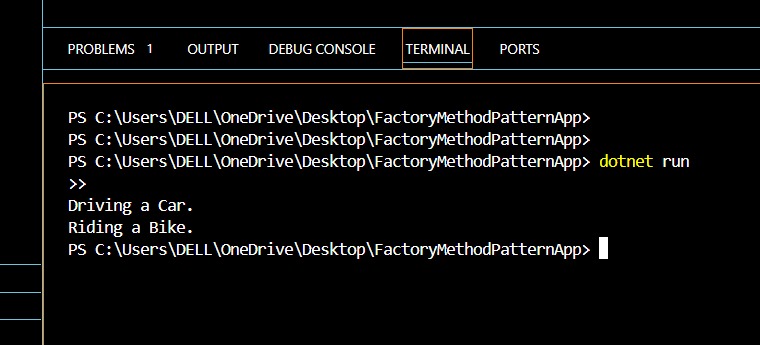 PROBLEMS 1 OUTPUT DEBUG CONSOLE TERMINAL PORTS
PS C:\Users\DELL\OneDrive\Desktop\FactoryMethodPatternApp>
PS C:\Users\DELL\OneDrive\Desktop\FactoryMethodPatternApp>
PS C:\Users\DELL\OneDrive\Desktop\FactoryMethodPatternApp> dotnet run
>>
Driving a Car.
Riding a Bike.
PS C:\Users\DELL\OneDrive\Desktop\FactoryMethodPatternApp>